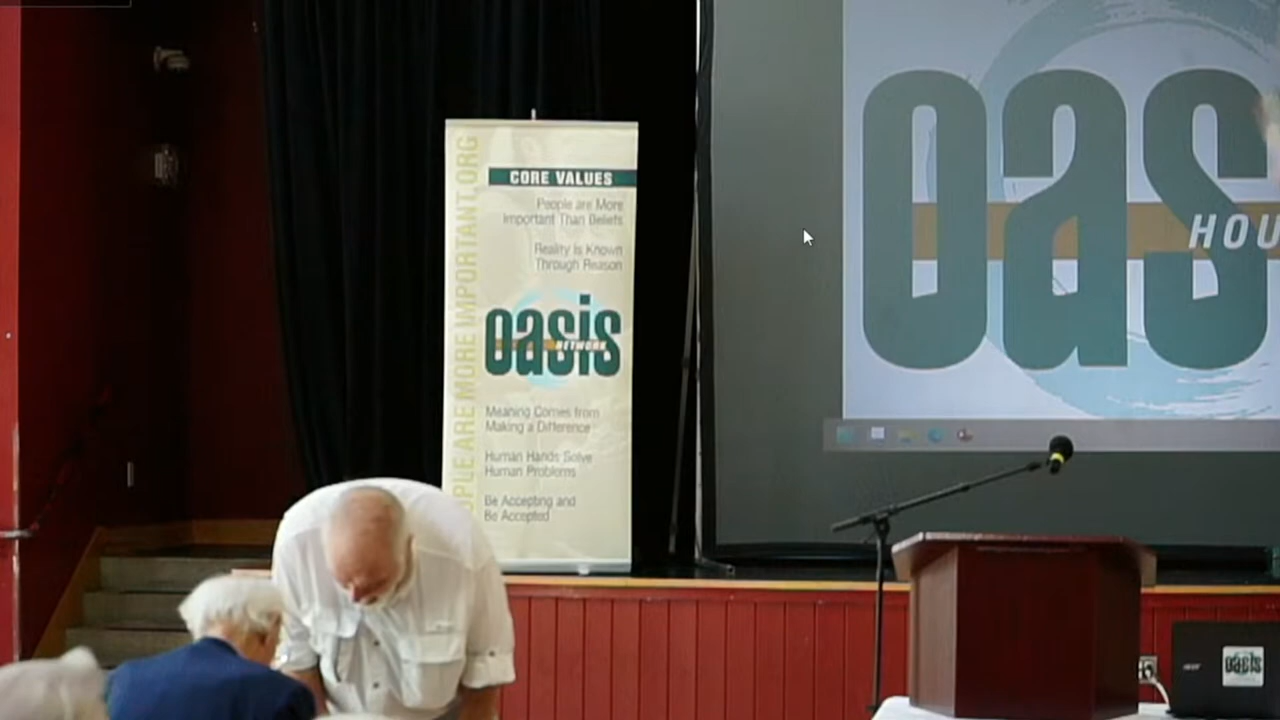 PEOPLE ARE MORE IMPORTANT.ORG
CORE VALUES
People are More
Important Than Beliefs
Reality Is Known
Through Reason
oasis
NETWORK
Meaning Comes from
Making a Difference
Human Hands Solve
Human Problems
Be Accepting and
Be Accepted
oas
HOU
acer
oasis